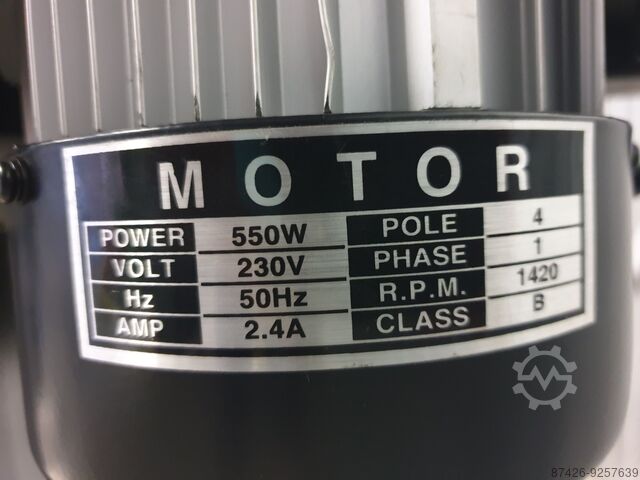 MOTOR
POWER 550W POLE 4
VOLT 230V PHASE 1
Hz 50Hz R.P.M. 1420
AMP 2.4A CLASS B
87426-9257639